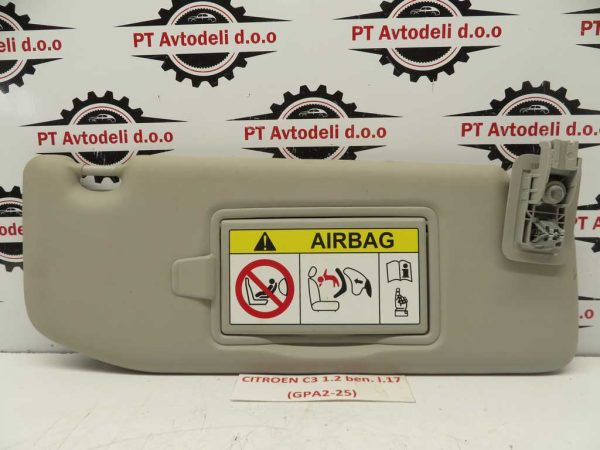 PT Avtodeli d.o.o
PT Avtodeli d.o.o
PT Avtodeli d.o.o
PT Avtodeli d.o.o
PT Avtodeli d.o.o
AIRBAG
CITROEN C3 1.2 ben. l.17
(GPA2-25)